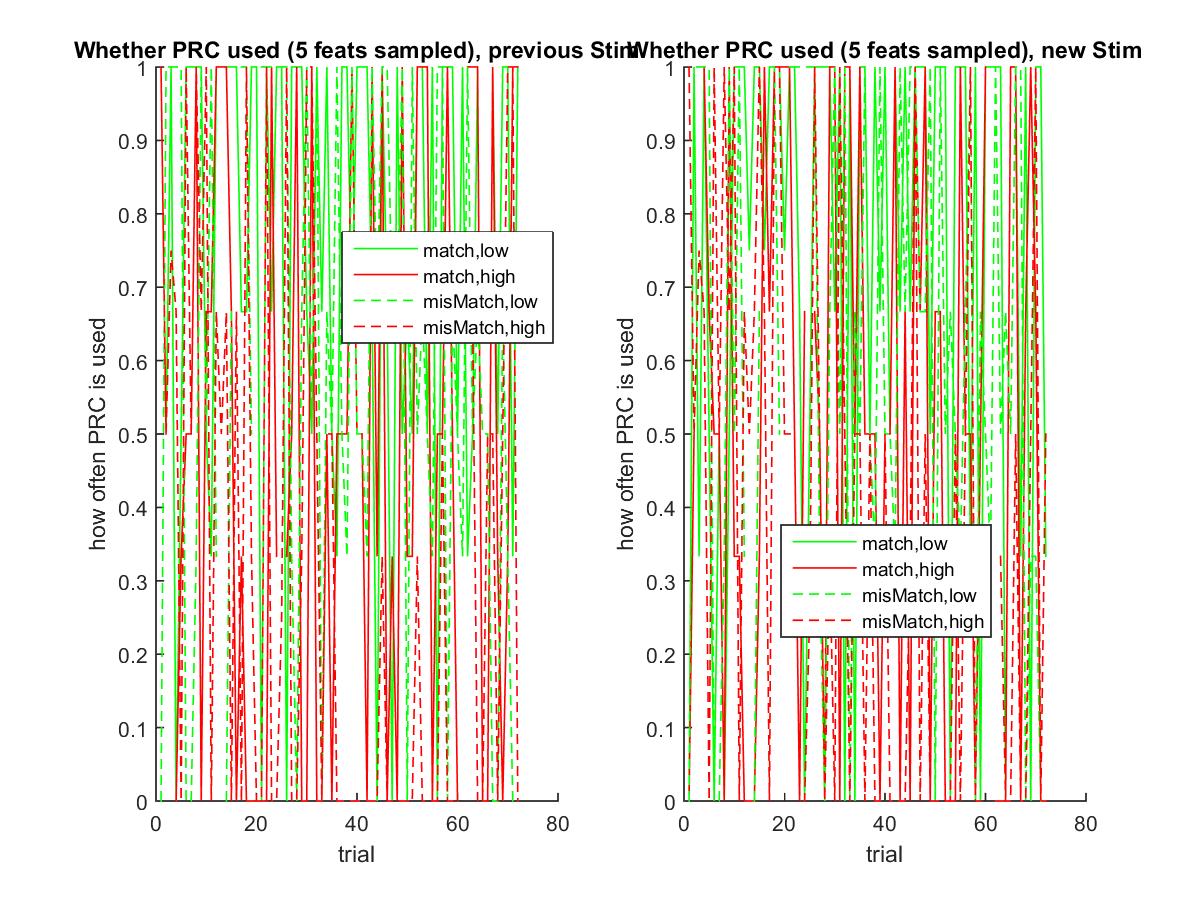 Whether PRC used (5 feats sampled), previous Stim
1
0.9
0.8
0.7
0.6
0.5
0.4
0.3
0.2
0.1
0
how often PRC is used
match,low
match,high
misMatch,low
misMatch,high
0 20 40 60 80
trial
Whether PRC used (5 feats sampled), new Stim
1
0.9
0.8
0.7
0.6
0.5
0.4
0.3
0.2
0.1
0
how often PRC is used
match,low
match,high
misMatch,low
misMatch,high
0 20 40 60 80
trial